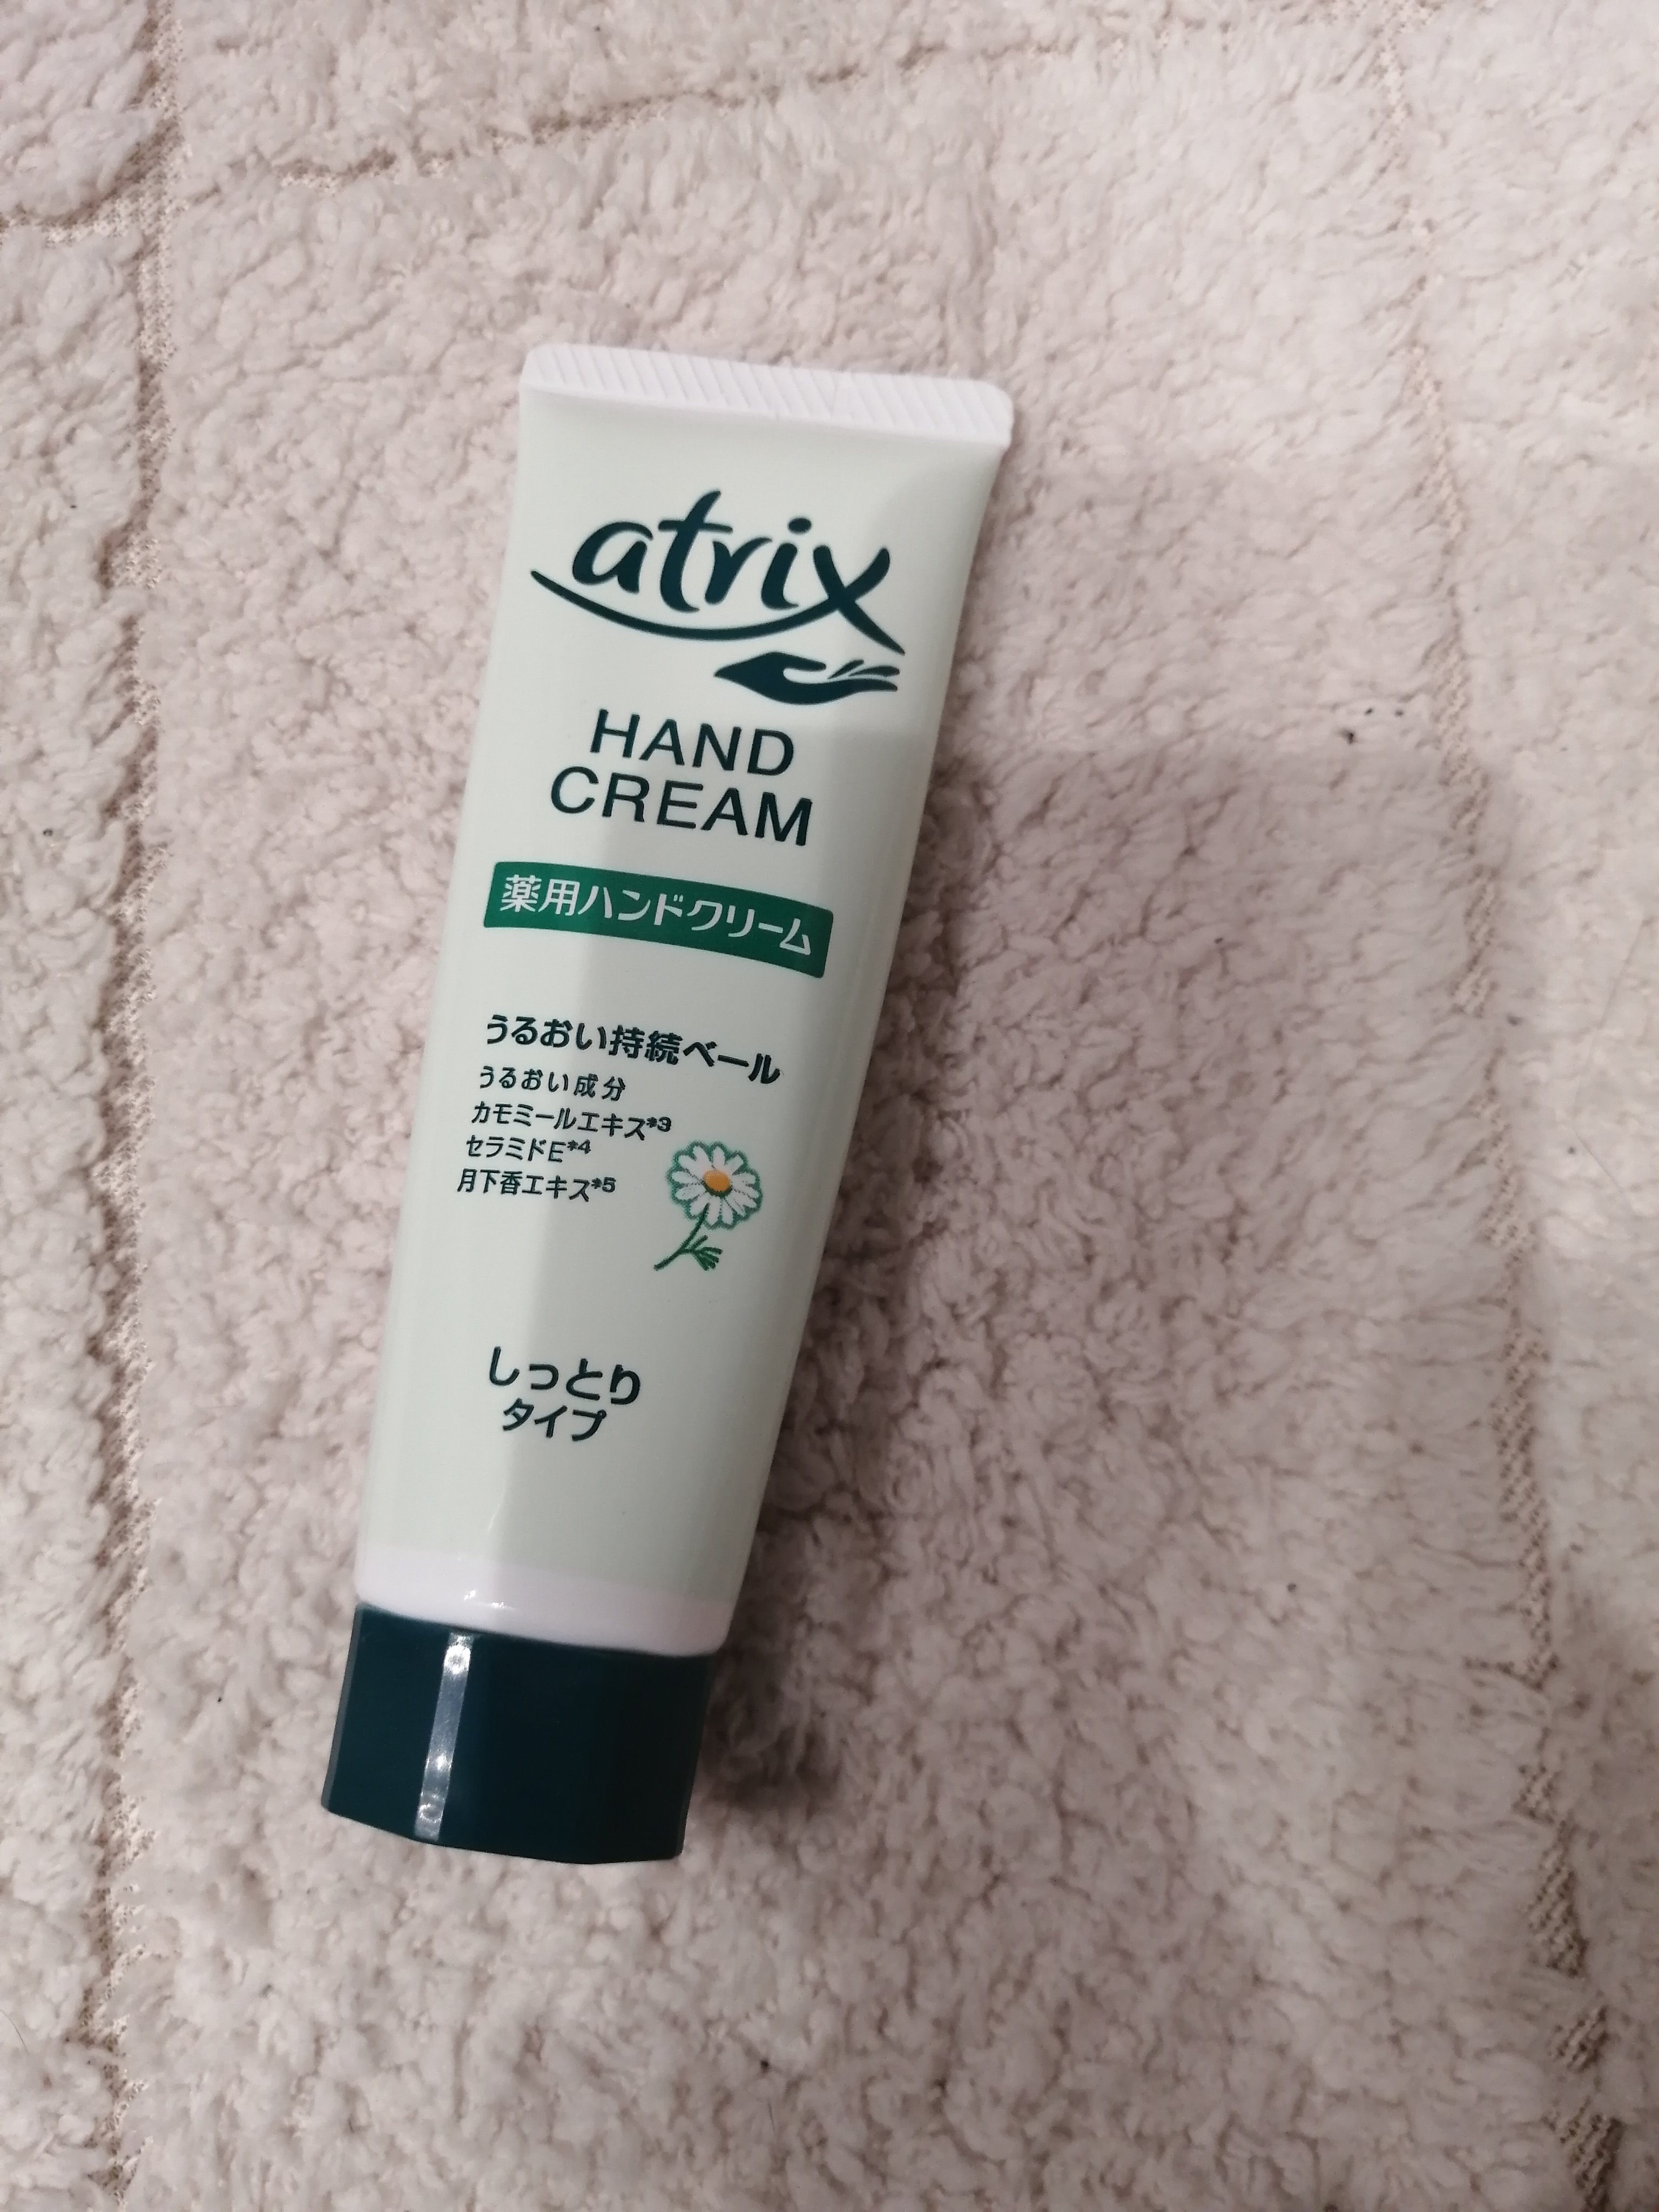 atrix
HAND
CREAM
薬用ハンドクリーム
うるおい持続ベール
うるおい成分
カモミールエキス*3
セラミドE*4
月下香エキス*5
しっとり
タイプ